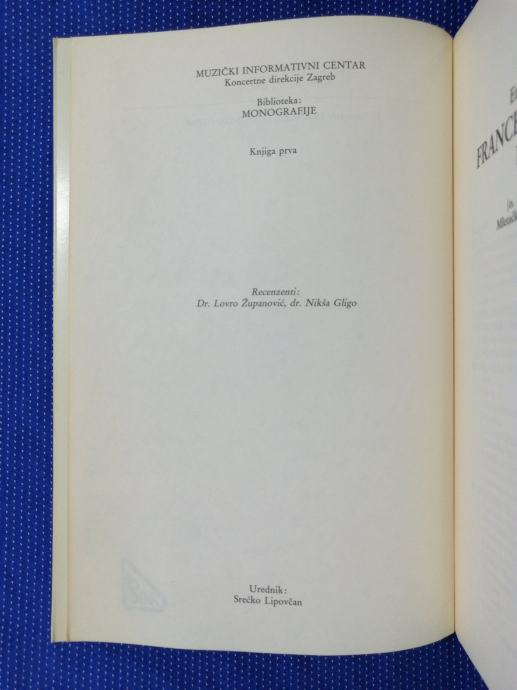 MUZIČKI INFORMATIVNI CENTAR
Koncertne direkcije Zagreb
Biblioteka:
MONOGRAFIJE
Knjiga prva
Recenzenti:
Dr. Lovro Županović, dr. Nikša Gligo
Urednik:
Srećko Lipovčan